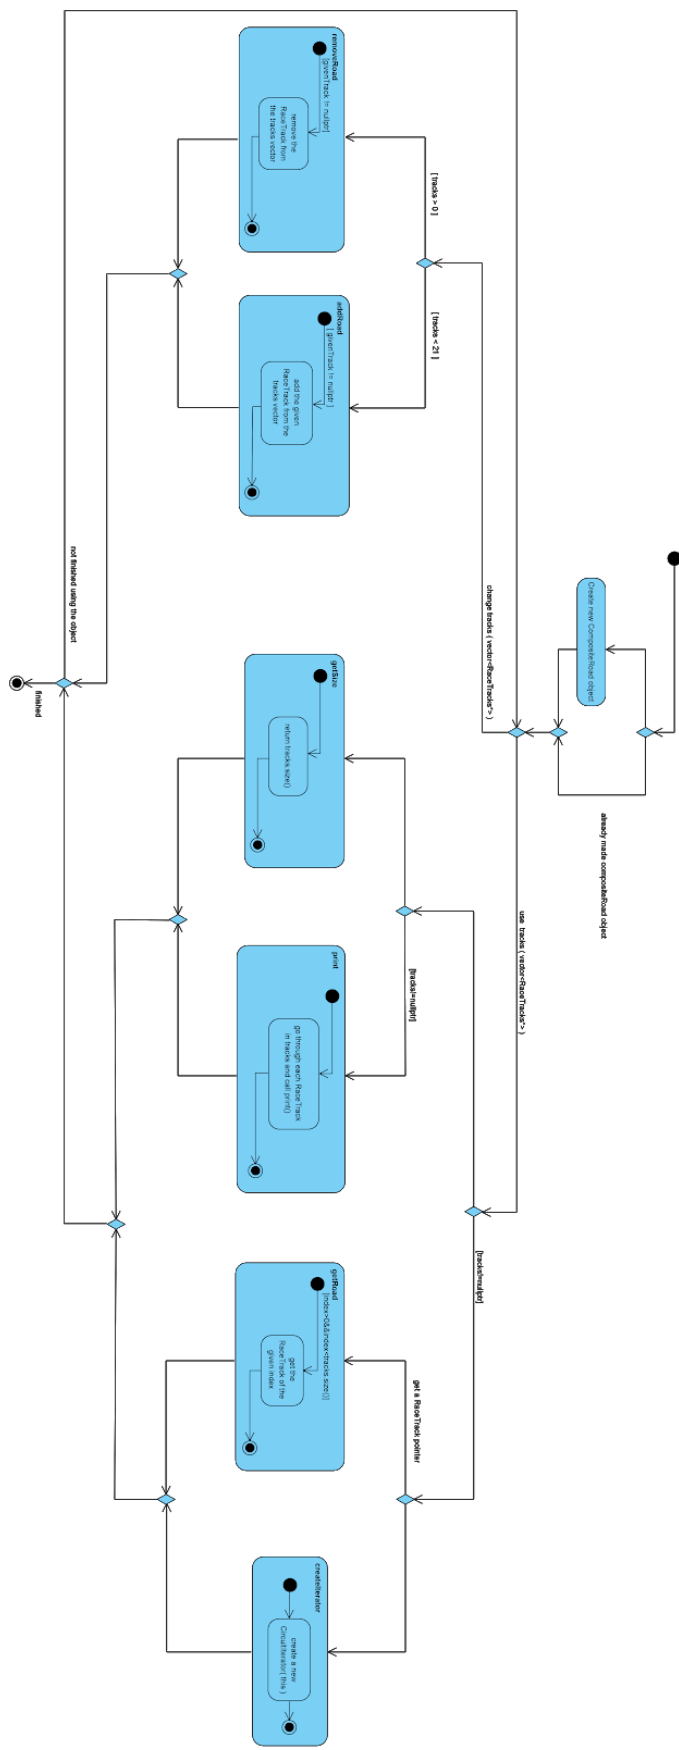 Create new CompositeRoad object
already made compositeRoad object
change tracks ( vector<RaceTracks*> )
use tracks ( vector<RaceTracks*> )
[ tracks > 0 ]
[ tracks < 21 ]
[tracks!=nullptr]
removeRoad
[givenTrack != nullptr]
remove the
RaceTrack from
the tracks vector
addRoad
[ givenTrack != nullptr ]
add the given
RaceTrack from the
tracks vector
[tracks!=nullptr]
get a RaceTrack pointer
getSize
return tracks.size()
print
go through each RaceTrack
in tracks and call print()
getRoad
[index>0&&index<tracks.size()]
get the
RaceTrack of the
given index
createIterator
create a new
CircuitIterator( this )
not finished using the object
finished